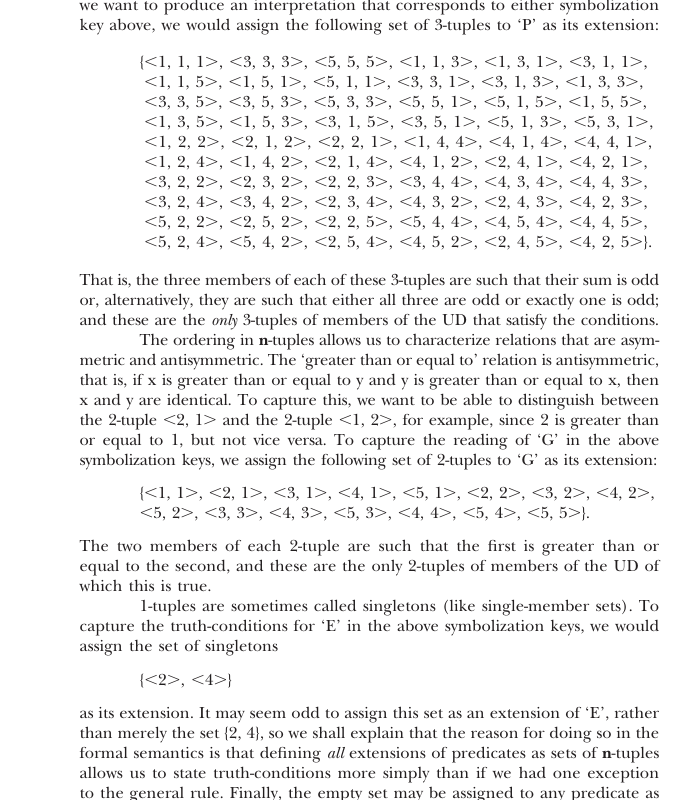 we want to produce an interpretation that corresponds to either symbolization
key above, we would assign the following set of 3-tuples to ‘P’ as its extension:
{<1, 1, 1>, <3, 3, 3>, <5, 5, 5>, <1, 1, 3>, <1, 3, 1>, <3, 1, 1>,
<1, 1, 5>, <1, 5, 1>, <5, 1, 1>, <3, 3, 1>, <3, 1, 3>, <1, 3, 3>,
<3, 3, 5>, <3, 5, 3>, <5, 3, 3>, <5, 5, 1>, <5, 1, 5>, <1, 5, 5>,
<1, 3, 5>, <1, 5, 3>, <3, 1, 5>, <3, 5, 1>, <5, 1, 3>, <5, 3, 1>,
<1, 2, 2>, <2, 1, 2>, <2, 2, 1>, <1, 4, 4>, <4, 1, 4>, <4, 4, 1>,
<1, 2, 4>, <1, 4, 2>, <2, 1, 4>, <4, 1, 2>, <2, 4, 1>, <4, 2, 1>,
<3, 2, 2>, <2, 3, 2>, <2, 2, 3>, <3, 4, 4>, <4, 3, 4>, <4, 4, 3>,
<3, 2, 4>, <3, 4, 2>, <2, 3, 4>, <4, 3, 2>, <2, 4, 3>, <4, 2, 3>,
<5, 2, 2>, <2, 5, 2>, <2, 2, 5>, <5, 4, 4>, <4, 5, 4>, <4, 4, 5>,
<5, 2, 4>, <5, 4, 2>, <2, 5, 4>, <4, 5, 2>, <2, 4, 5>, <4, 2, 5>}.
That is, the three members of each of these 3-tuples are such that their sum is odd
or, alternatively, they are such that either all three are odd or exactly one is odd;
and these are the only 3-tuples of members of the UD that satisfy the conditions.
The ordering in n-tuples allows us to characterize relations that are asym-
metric and antisymmetric. The ‘greater than or equal to’ relation is antisymmetric,
that is, if x is greater than or equal to y and y is greater than or equal to x, then
x and y are identical. To capture this, we want to be able to distinguish between
the 2-tuple <2, 1> and the 2-tuple <1, 2>, for example, since 2 is greater than
or equal to 1, but not vice versa. To capture the reading of ‘G’ in the above
symbolization keys, we assign the following set of 2-tuples to ‘G’ as its extension:
{<1, 1>, <2, 1>, <3, 1>, <4, 1>, <5, 1>, <2, 2>, <3, 2>, <4, 2>,
<5, 2>, <3, 3>, <4, 3>, <5, 3>, <4, 4>, <5, 4>, <5, 5>}.
The two members of each 2-tuple are such that the first is greater than or
equal to the second, and these are the only 2-tuples of members of the UD of
which this is true.
1-tuples are sometimes called singletons (like single-member sets). To
capture the truth-conditions for ‘E’ in the above symbolization keys, we would
assign the set of singletons
{<2>, <4>}
as its extension. It may seem odd to assign this set as an extension of ‘E’, rather
than merely the set {2, 4}, so we shall explain that the reason for doing so in the
formal semantics is that defining all extensions of predicates as sets of n-tuples
allows us to state truth-conditions more simply than if we had one exception
to the general rule. Finally, the empty set may be assigned to any predicate as